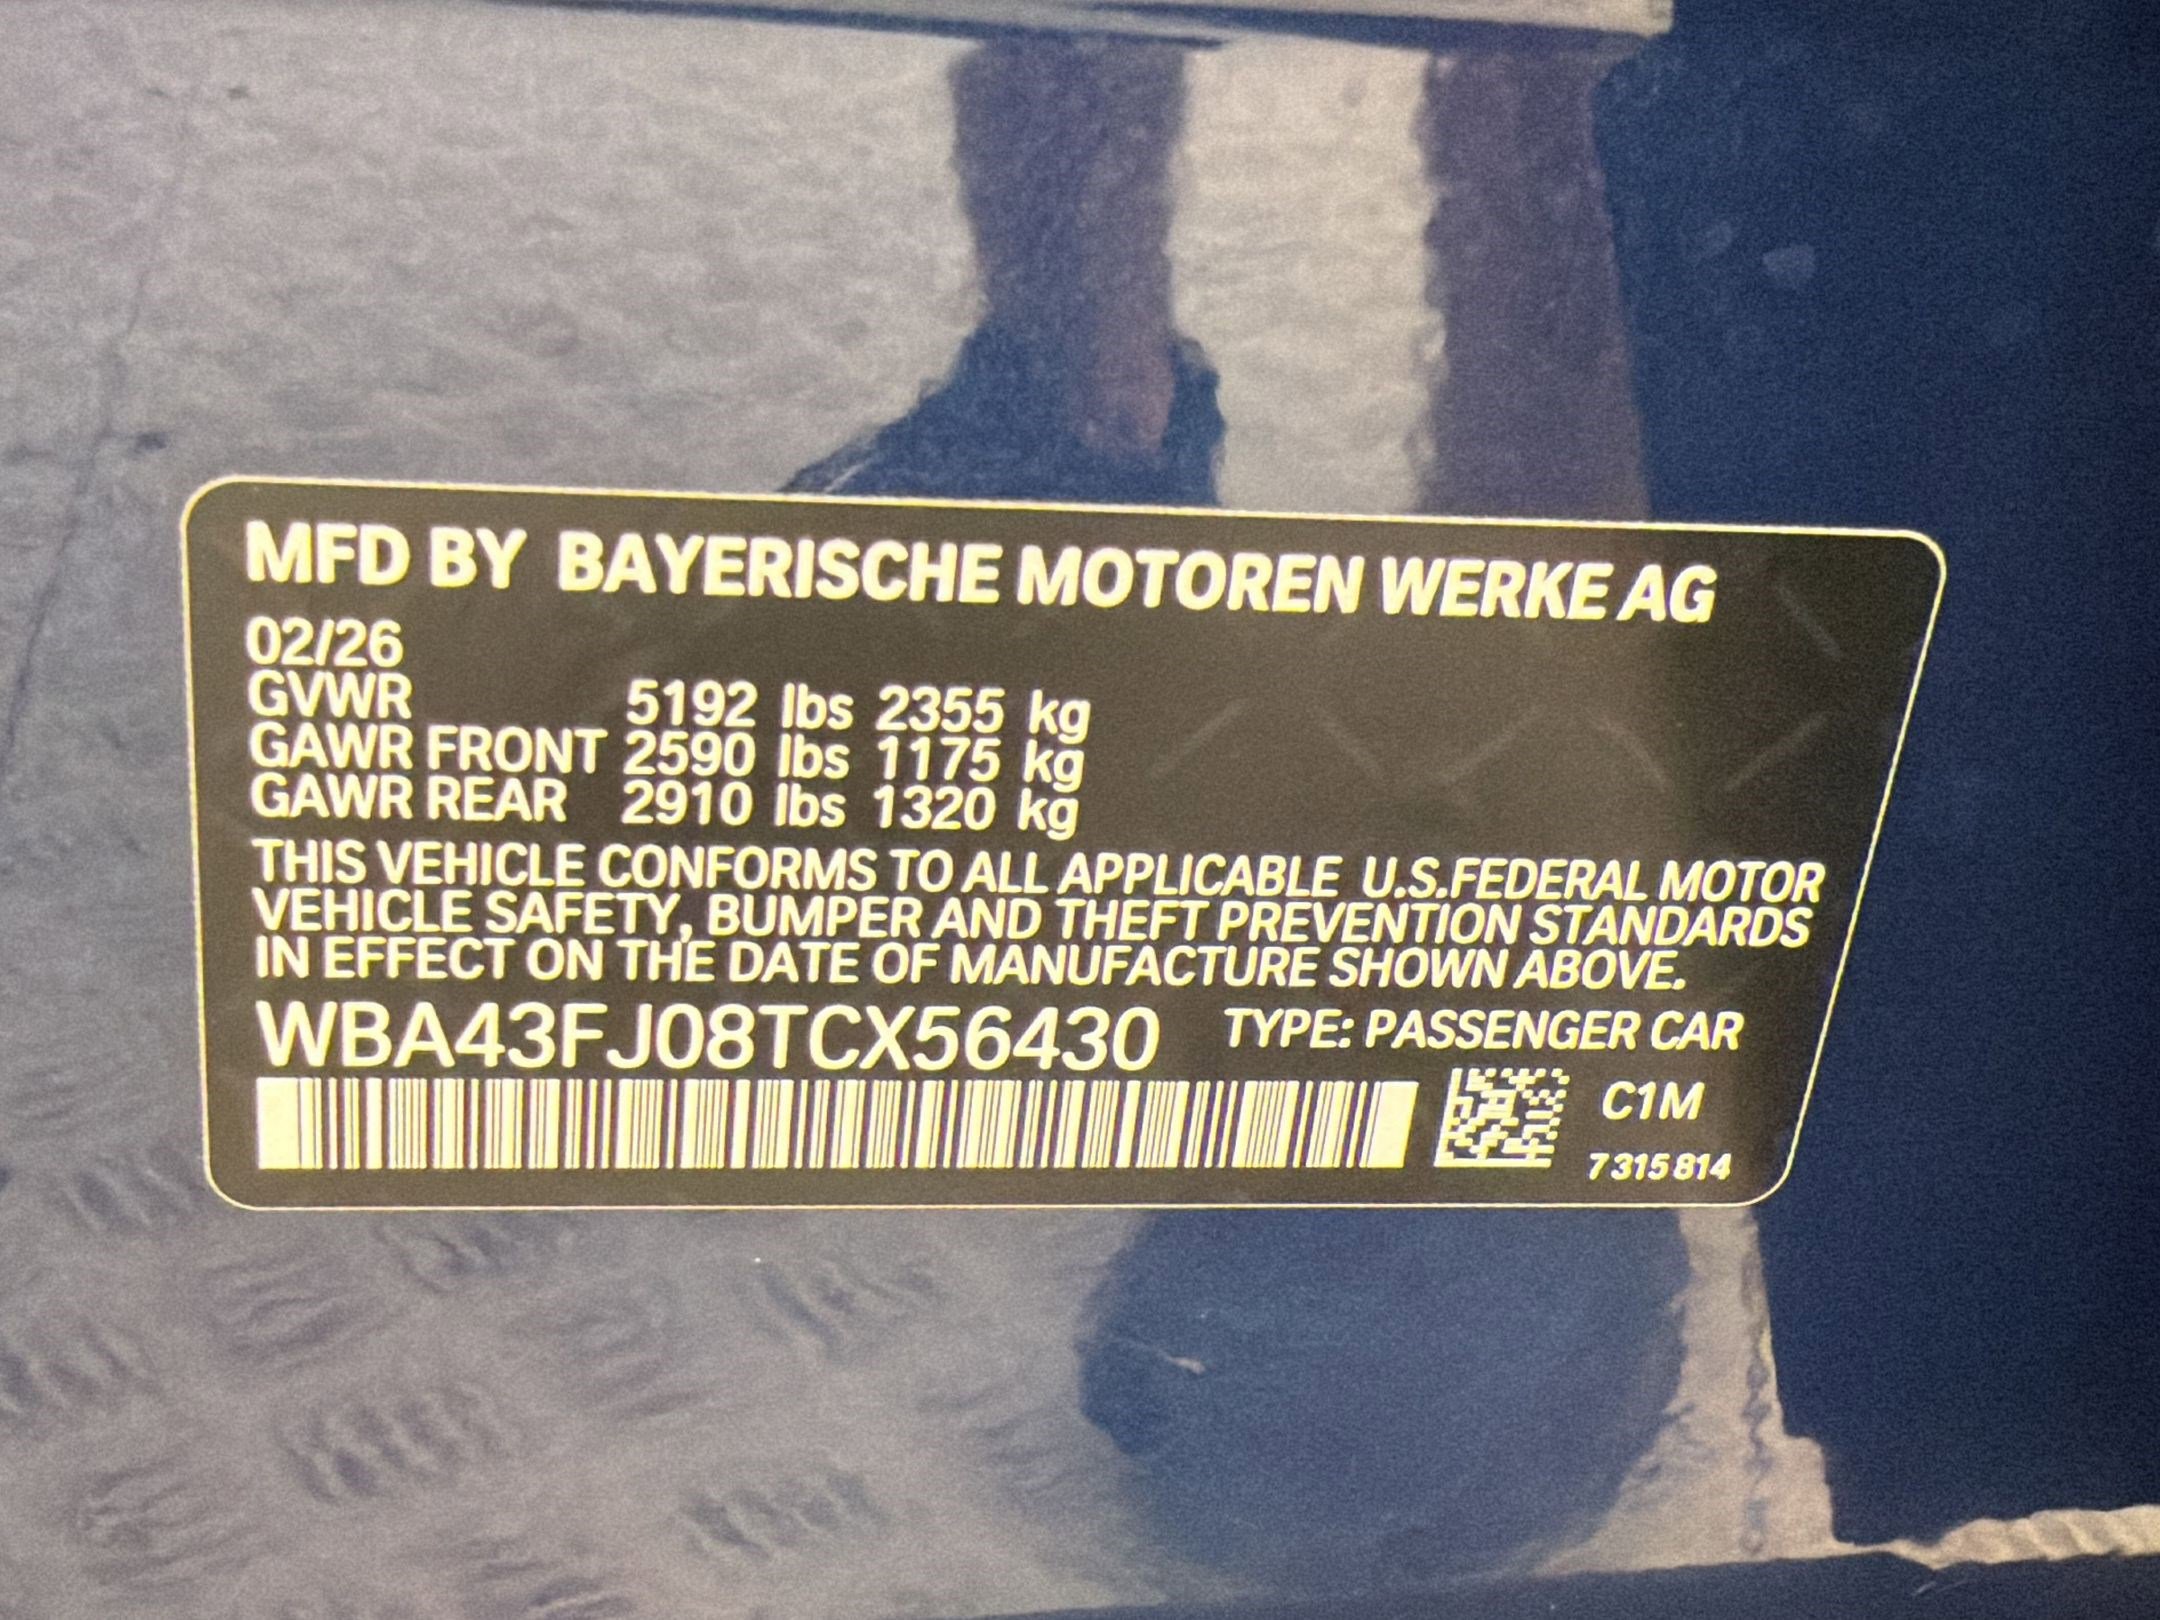 MFD BY BAYERISCHE MOTOREN WERKE AG
02/26
GVWR 5192 lbs 2355 kg
GAWR FRONT 2590 lbs 1175 kg
GAWR REAR 2910 lbs 1320 kg
THIS VEHICLE CONFORMS TO ALL APPLICABLE U.S.FEDERAL MOTOR
VEHICLE SAFETY, BUMPER AND THEFT PREVENTION STANDARDS
IN EFFECT ON THE DATE OF MANUFACTURE SHOWN ABOVE.
WBA43FJ08TCX56430 TYPE: PASSENGER CAR
C1M
7 315 814